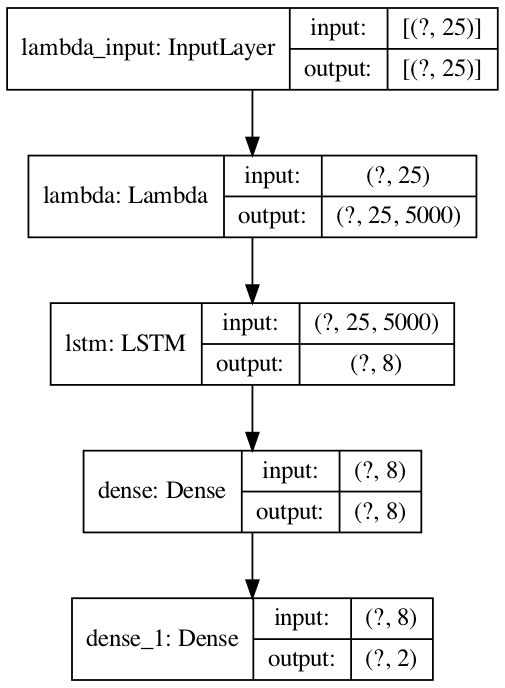 lambda_input: InputLayer
input:
[(?, 25)]
output:
[(?, 25)]
lambda: Lambda
input:
(?, 25)
output:
(?, 25, 5000)
lstm: LSTM
input:
(?, 25, 5000)
output:
(?, 8)
dense: Dense
input:
(?, 8)
output:
(?, 8)
dense_1: Dense
input:
(?, 8)
output:
(?, 2)